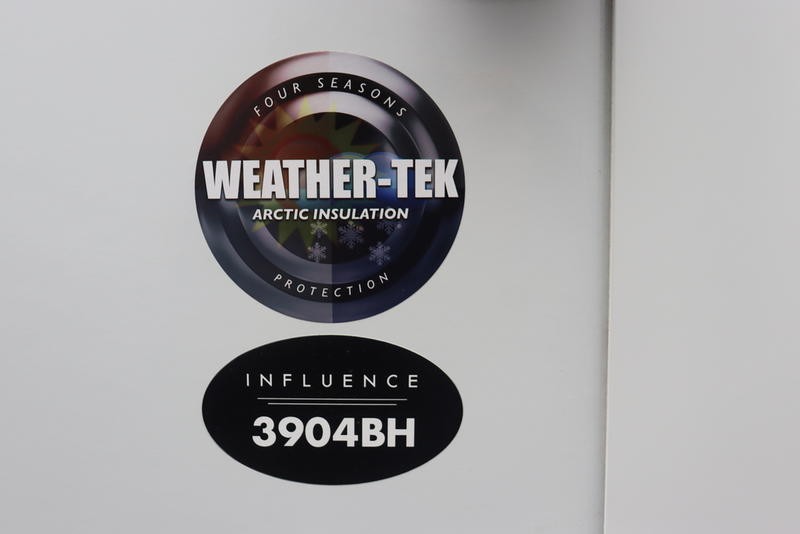 FOUR SEASONS
WEATHER-TEK
ARCTIC INSULATION
PROTECTION
INFLUENCE
3904BH